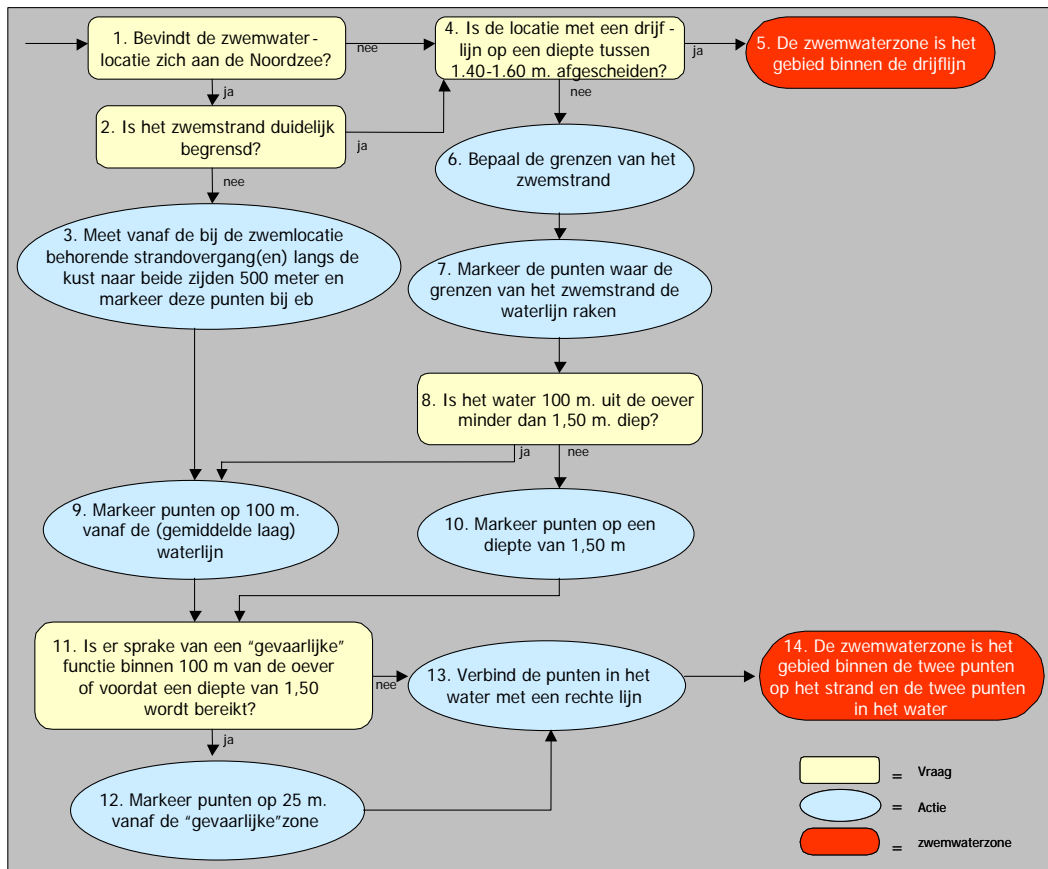 1. Bevindt de zwemwater-
locatie zich aan de Noordzee?
nee
ja
4. Is de locatie met een drijf -
lijn op een diepte tussen
1.40-1.60 m. afgescheiden?
ja
nee
5. De zwemwaterzone is het
gebied binnen de drijflijn
2. Is het zwemstrand duidelijk
begrensd?
ja
nee
6. Bepaal de grenzen van het
zwemstrand
3. Meet vanaf de bij de zwemlocatie
behorende strandovergang(en) langs de
kust naar beide zijden 500 meter en
markeer deze punten bij eb
7. Markeer de punten waar de
grenzen van het zwemstrand de
waterlijn raken
8. Is het water 100 m. uit de oever
minder dan 1,50 m. diep?
ja
nee
9. Markeer punten op 100 m.
vanaf de (gemiddelde laag)
waterlijn
10. Markeer punten op een
diepte van 1,50 m
11. Is er sprake van een “gevaarlijke”
functie binnen 100 m van de oever
of voordat een diepte van 1,50
wordt bereikt?
nee
ja
13. Verbind de punten in het
water met een rechte lijn
14. De zwemwaterzone is het
gebied binnen de twee punten
op het strand en de twee punten
in het water
12. Markeer punten op 25 m.
vanaf de “gevaarlijke”zone
= Vraag
= Actie
= zwemwaterzone